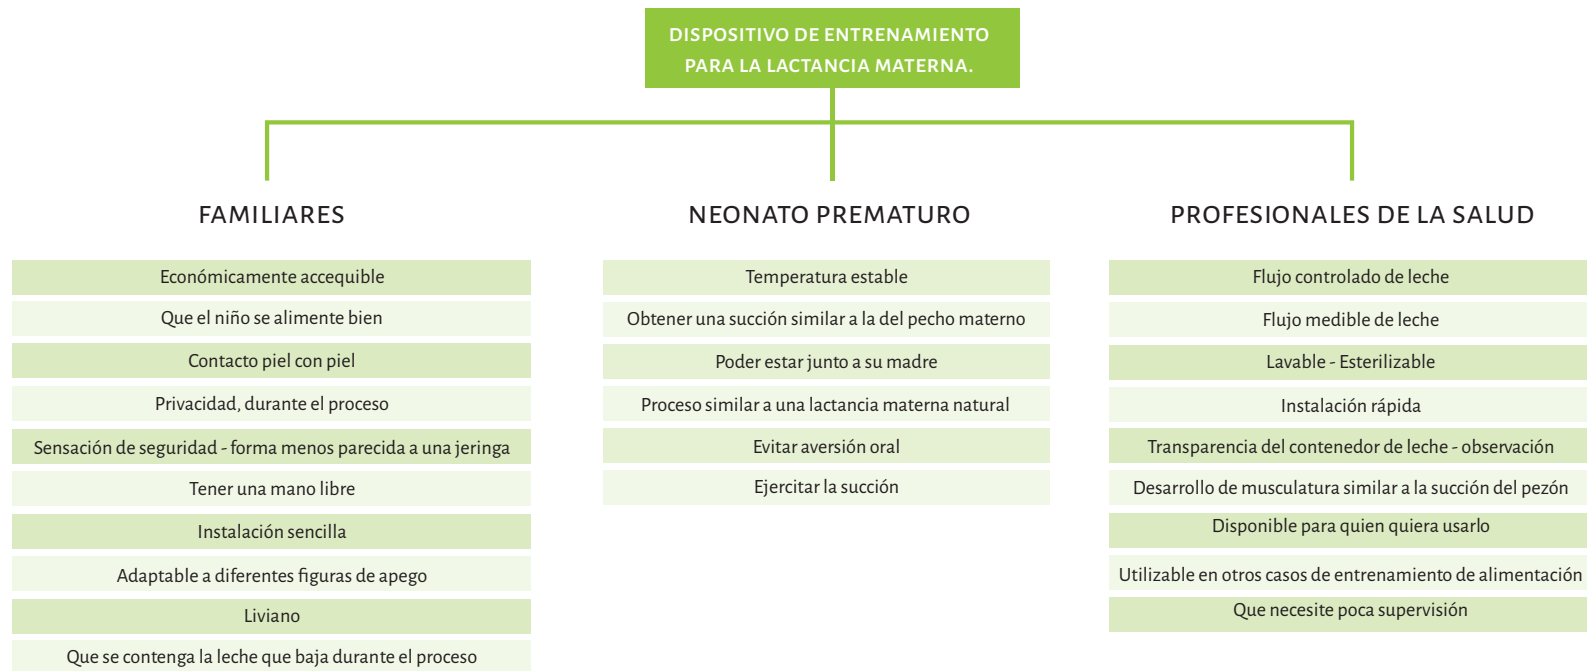 DISPOSITIVO DE ENTRENAMIENTO
PARA LA LACTANCIA MATERNA.
FAMILIARES
Económicamente accequible
Que el niño se alimente bien
Contacto piel con piel
Privacidad, durante el proceso
Sensación de seguridad - forma menos parecida a una jeringa
Tener una mano libre
Instalación sencilla
Adaptable a diferentes figuras de apego
Liviano
Que se contenga la leche que baja durante el proceso
NEONATO PREMATURO
Temperatura estable
Obtener una succión similar a la del pecho materno
Poder estar junto a su madre
Proceso similar a una lactancia materna natural
Evitar aversión oral
Ejercitar la succión
PROFESIONALES DE LA SALUD
Flujo controlado de leche
Flujo medible de leche
Lavable - Esterilizable
Instalación rápida
Transparencia del contenedor de leche - observación
Desarrollo de musculatura similar a la succión del pezón
Disponible para quien quiera usarlo
Utilizable en otros casos de entrenamiento de alimentación
Que necesite poca supervisión